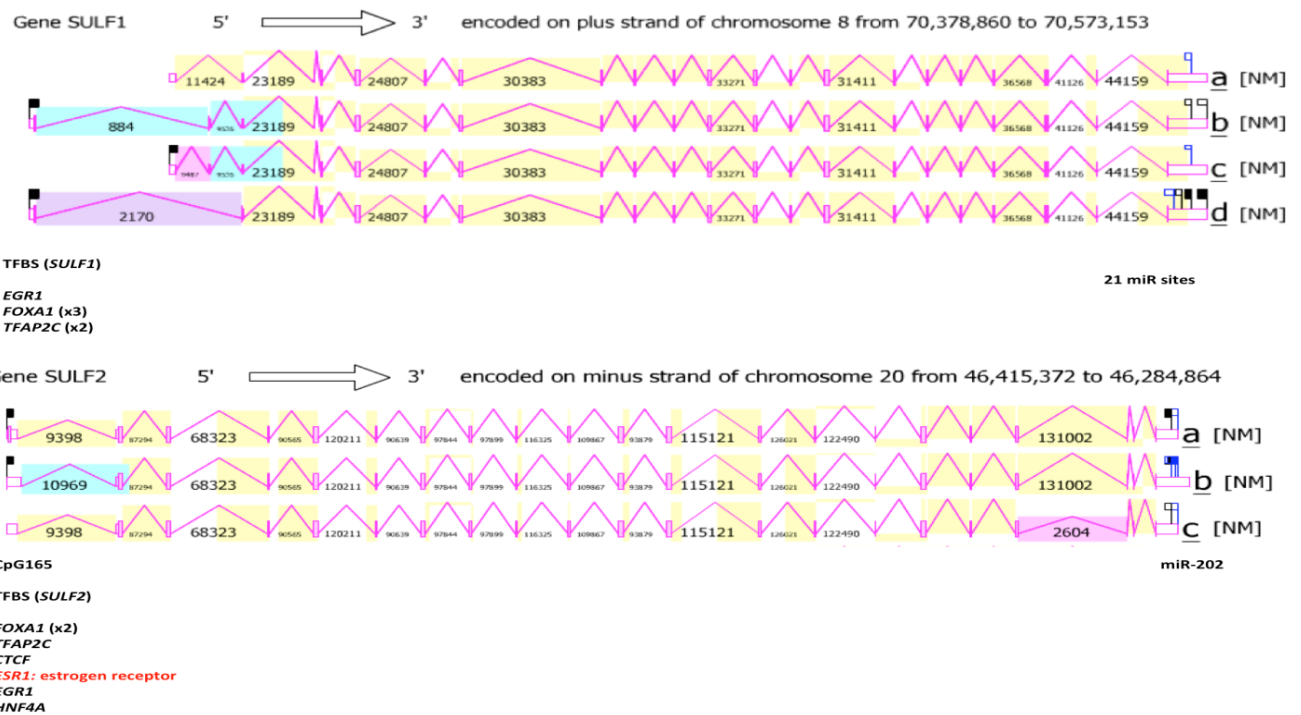 Gene SULF1 5' 3' encoded on plus strand of chromosome 8 from 70,378,860 to 70,573,153
11424 23189 24807 30383 33271 31411 36568 41126 44159 a [NM]
884 9535 23189 24807 30383 33271 31411 36568 41126 44159 b [NM]
9487 9535 23189 24807 30383 33271 31411 36568 41126 44159 c [NM]
2170 23189 24807 30383 33271 31411 36568 41126 44159 d [NM]
TFBS (SULF1)
21 miR sites
EGR1
FOXA1 (x3)
TFAP2C (x2)
Gene SULF2 5' 3' encoded on minus strand of chromosome 20 from 46,415,372 to 46,284,864
9398 87294 68323 90565 120211 90639 97844 97899 116325 109867 93879 115121 126021 122490 131002 a [NM]
10969 87294 68323 90565 120211 90639 97844 97899 116325 109867 93879 115121 126021 122490 131002 b [NM]
9398 87294 68323 90565 120211 90639 97844 97899 116325 109867 93879 115121 126021 122490 2604 c [NM]
CpG165 miR-202
TFBS (SULF2)
FOXA1 (x2)
TFAP2C
CTCF
ESR1: estrogen receptor
EGR1
HNF4A